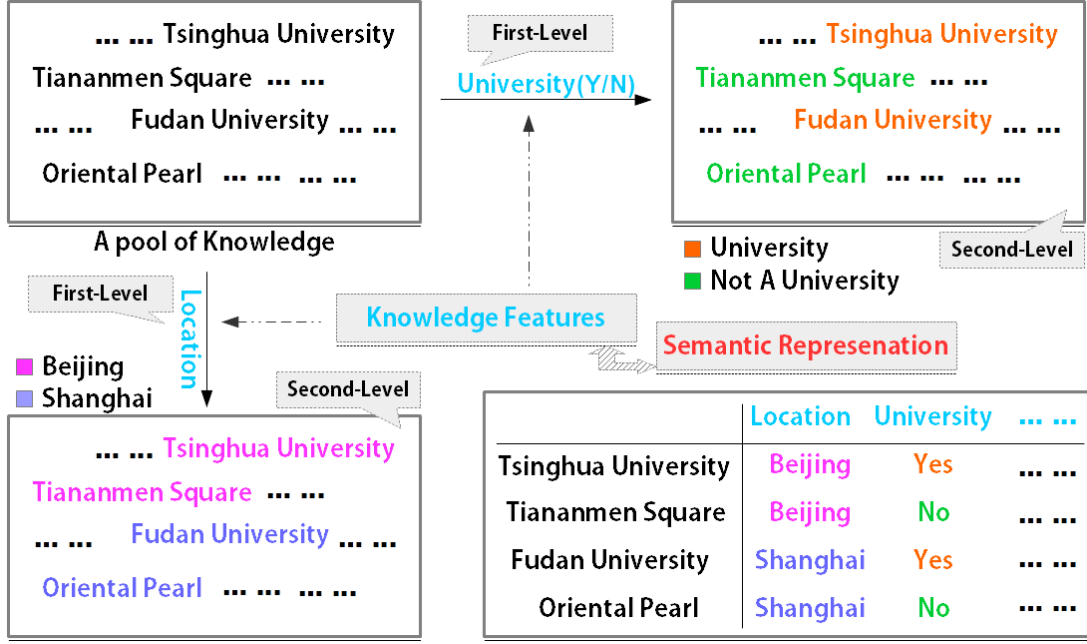 ... ... Tsinghua University
Tiananmen Square ... ...
... ... Fudan University ... ...
Oriental Pearl ... ... ... ...
A pool of Knowledge
First-Level
University(Y/N)
... ... Tsinghua University
Tiananmen Square ... ...
... ... Fudan University ... ...
Oriental Pearl ... ... ... ...
Second-Level
University
Not A University
First-Level
Location
Beijing
Shanghai
Knowledge Features
Semantic Represenation
Second-Level
... ... Tsinghua University
Tiananmen Square ... ...
... ... Fudan University ... ...
Oriental Pearl ... ... ... ...
Location University ... ...
Tsinghua University Beijing Yes ... ...
Tiananmen Square Beijing No ... ...
Fudan University Shanghai Yes ... ...
Oriental Pearl Shanghai No ... ...